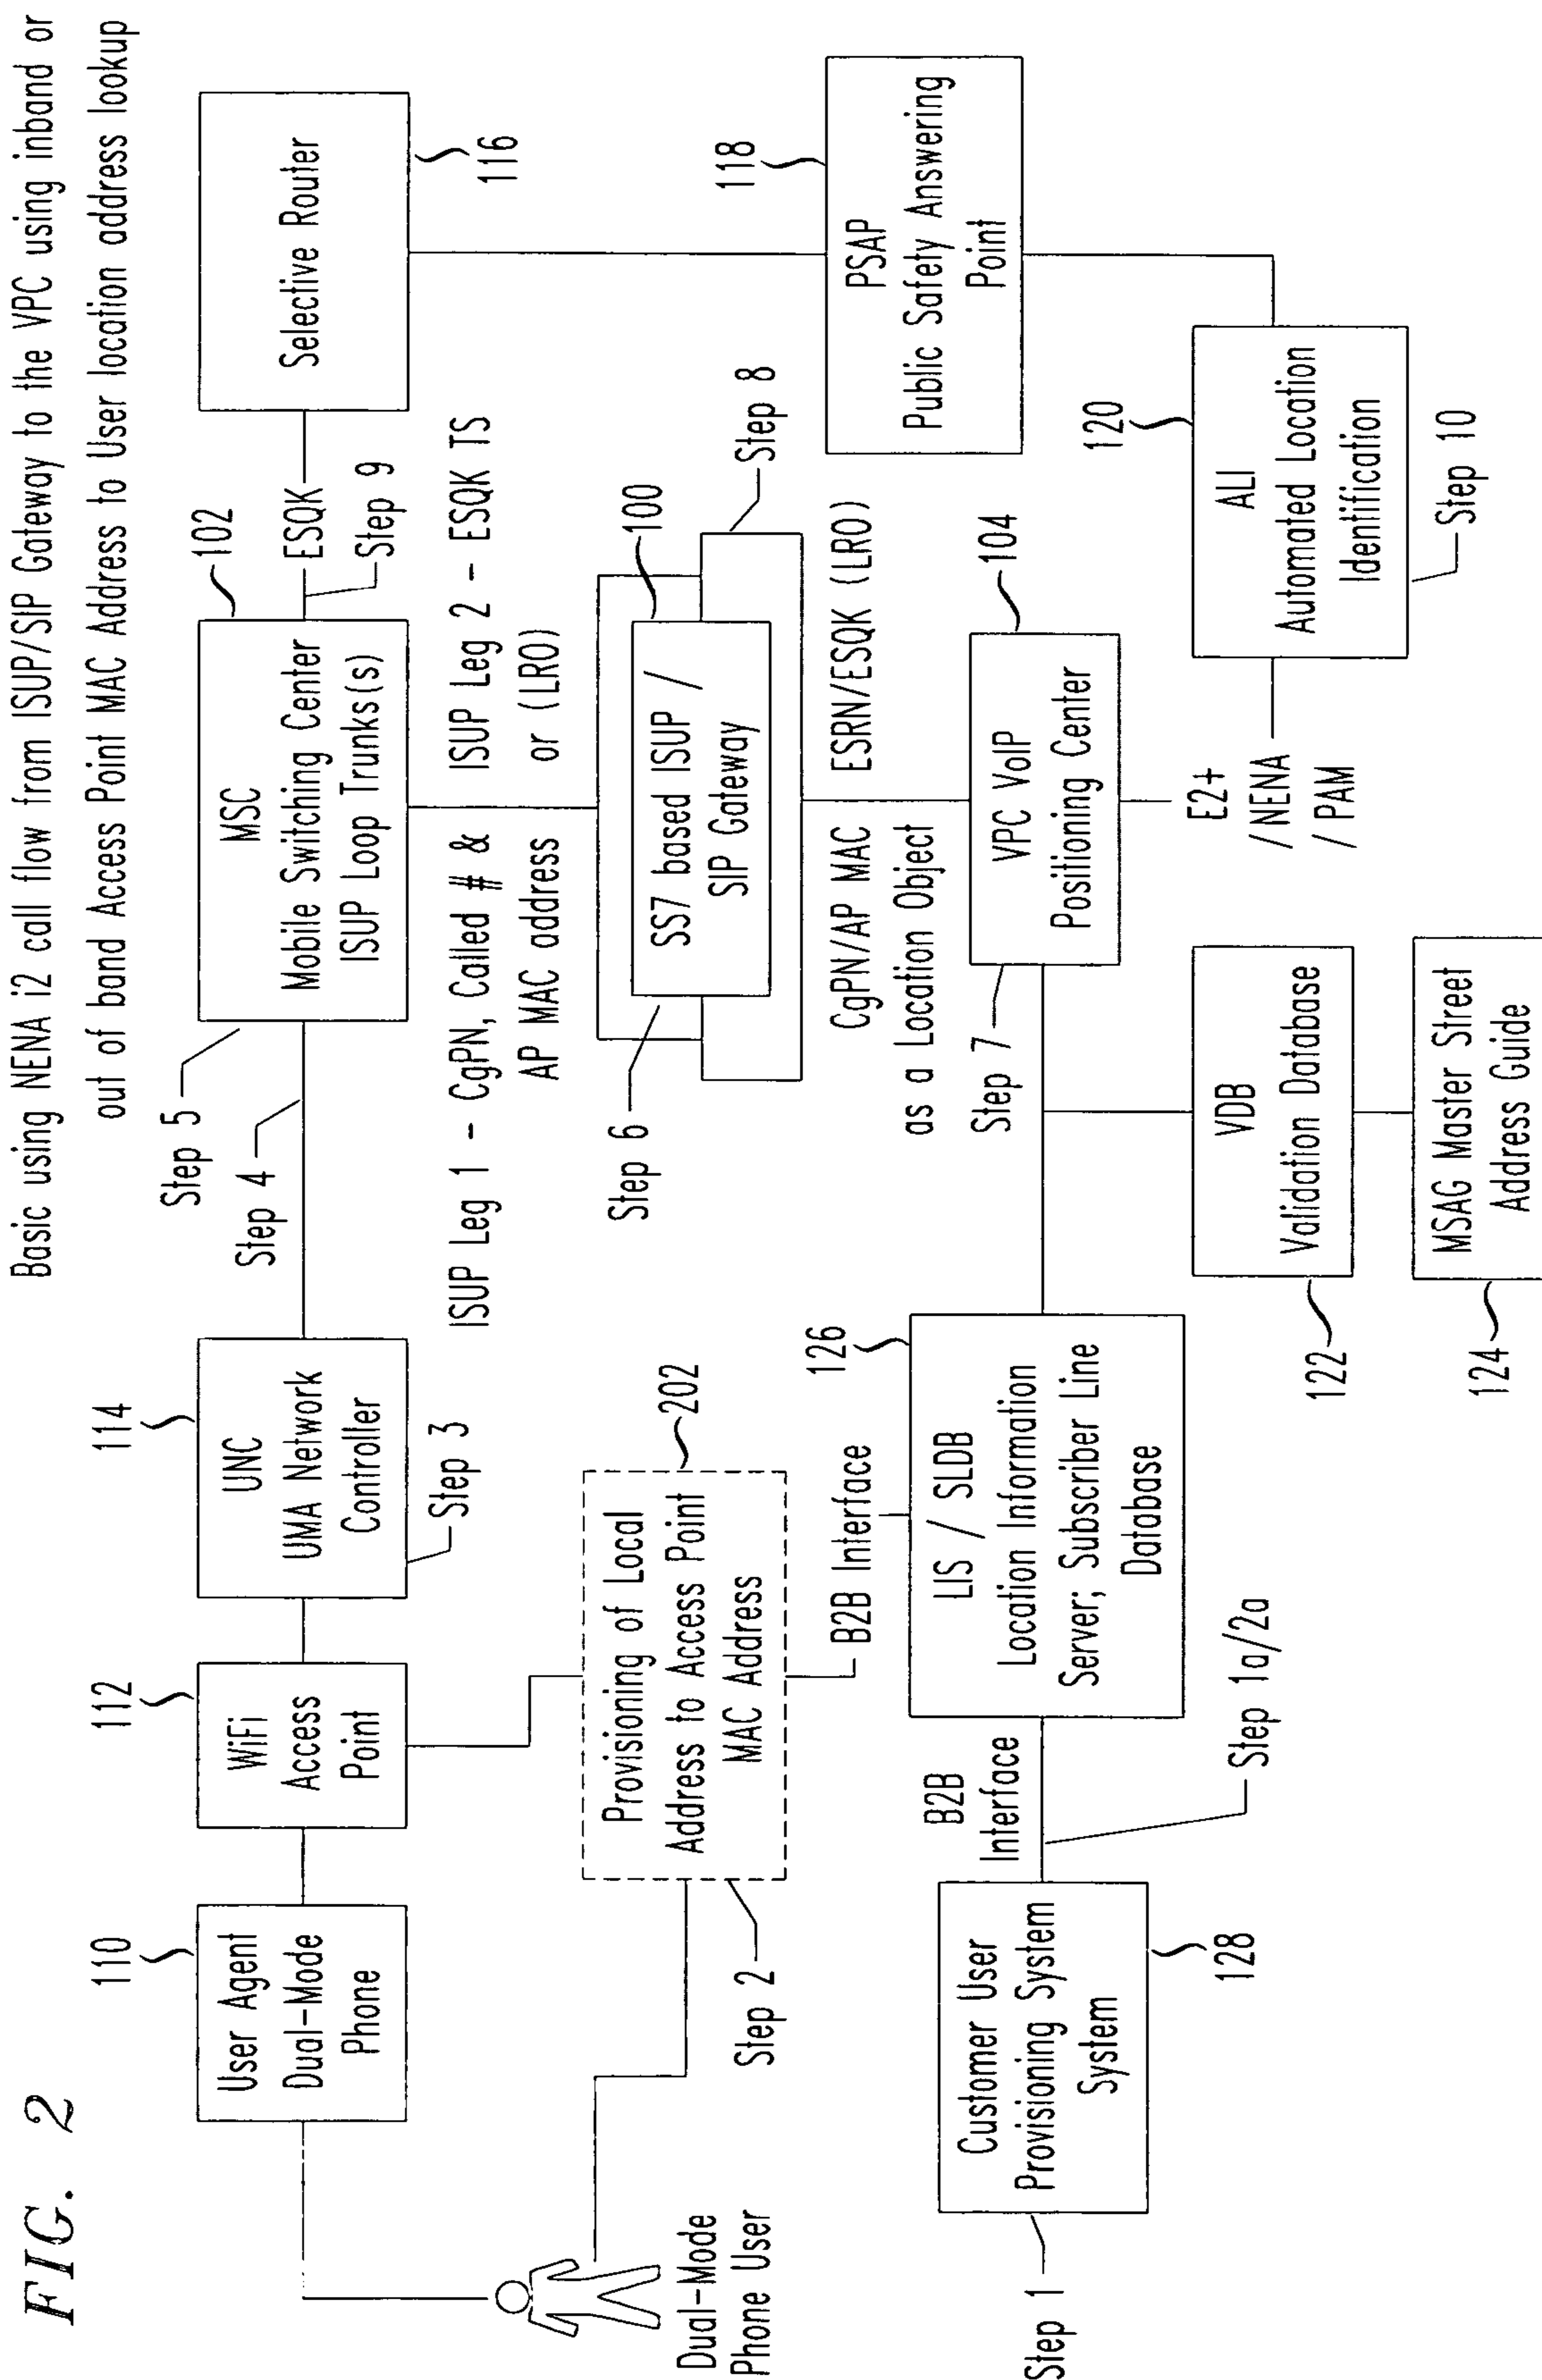 FIG. 2
Basic using NENA i2 call flow from ISUP/SIP Gateway to the VPC using inband or
out of band Access Point MAC Address to User location address lookup
110
User Agent
Dual-Mode
Phone
112
WiFi
Access
Point
114
UNC
UMA Network
Controller
Step 3
Step 4
Step 5
MSC
Mobile Switching Center
ISUP Loop Trunks(s)
102
ESQK
Step 9
Selective Router
116
Dual-Mode
Phone User
Provisioning of Local
Address to Access Point
MAC Address
202
Step 2
B2B Interface
ISUP Leg 1 - CgPN, Called # &
AP MAC address
ISUP Leg 2 - ESQK TS
or (LRO)
Step 6
SS7 based ISUP /
SIP Gateway
100
Step 8
118
PSAP
Public Safety Answering
Point
CgPN/AP MAC
as a Location Object
ESRN/ESQK (LRO)
Step 1
Customer User
Provisioning System
System
128
B2B
Interface
Step 1a/2a
126
LIS / SLDB
Location Information
Server; Subscriber Line
Database
Step 7
VPC VoIP
Positioning Center
104
E2+
/NENA
/ PAM
120
ALI
Automated Location
Identification
Step 10
VDB
Validation Database
122
MSAG Master Street
Address Guide
124